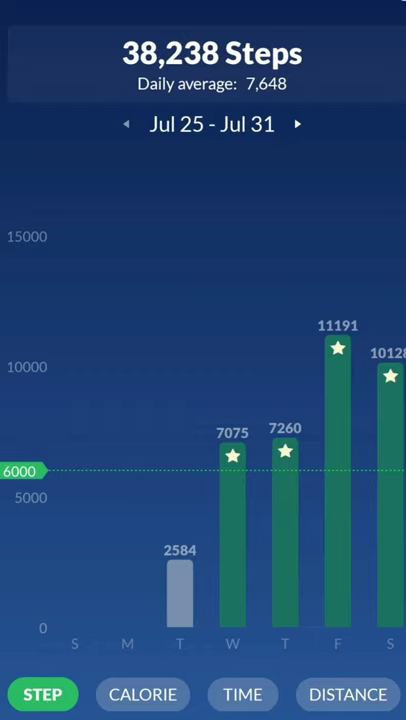 38,238 Steps
Daily average: 7,648
Jul 25 - Jul 31
15000
11191
10128
10000
7075
7260
6000
5000
2584
0
S M T W T F S
STEP CALORIE TIME DISTANCE